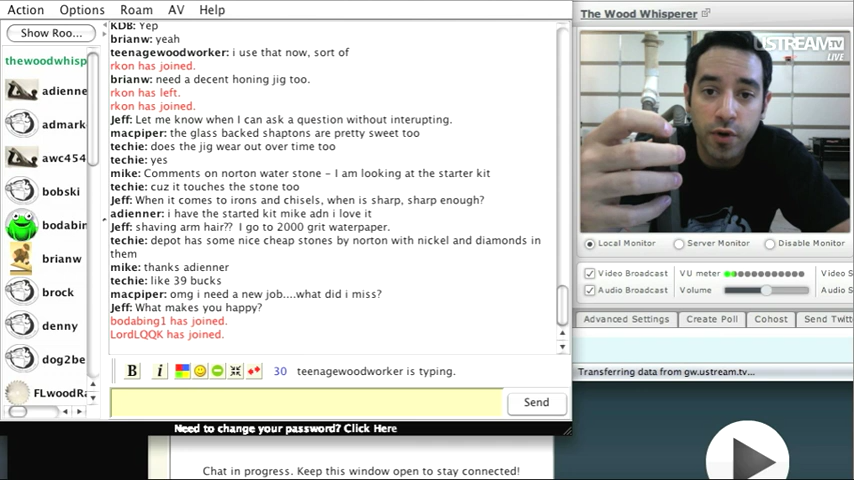 Action Options Roam AV Help
Show Roo...
thewoodwhisp
adienne
admark
awc454
bobski
bodabin
brianw
brock
denny
dog2be
FLwoodRa
KDB: Yep
brianw: yeah
teenagewoodworker: i use that now, sort of
rkon has joined.
brianw: need a decent honing jig too.
rkon has left.
rkon has joined.
Jeff: Let me know when I can ask a question without interupting.
macpiper: the glass backed shaptons are pretty sweet too
techie: does the jig wear out over time too
techie: yes
mike: Comments on norton water stone - I am looking at the starter kit
techie: cuz it touches the stone too
Jeff: When it comes to irons and chisels, when is sharp, sharp enough?
adienner: i have the started kit mike adn i love it
Jeff: shaving arm hair?? I go to 2000 grit waterpaper.
techie: depot has some nice cheap stones by norton with nickel and diamonds in
them
mike: thanks adienner
techie: like 39 bucks
macpiper: omg i need a new job....what did i miss?
Jeff: What makes you happy?
bodabing1 has joined.
LordLQQK has joined.
B i 30 teenagewoodworker is typing.
Send
Need to change your password? Click Here
Chat in progress. Keep this window open to stay connected!
The Wood Whisperer
USTREAM TV
LIVE
Local Monitor Server Monitor Disable Monitor
Video Broadcast VU meter Video S
Audio Broadcast Volume Audio S
Advanced Settings Create Poll Cohost Send Twitt
Transferring data from gw.ustream.tv...